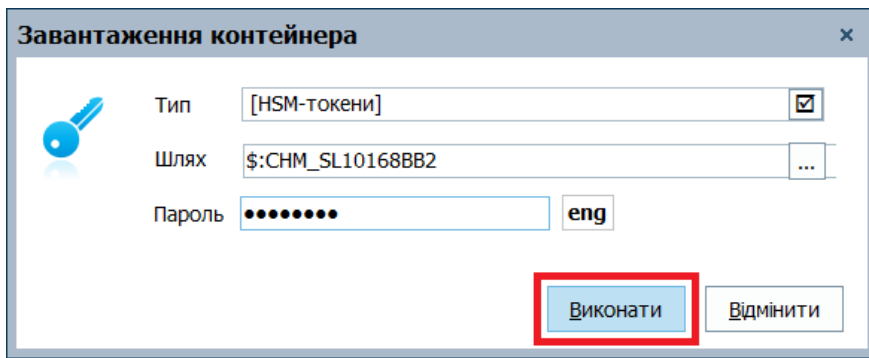 Завантаження контейнера ×
Тип [HSM-токени]
Шлях $:CHM_SL10168BB2 ...
Пароль ●●●●●●●● eng
Виконати Відмінити